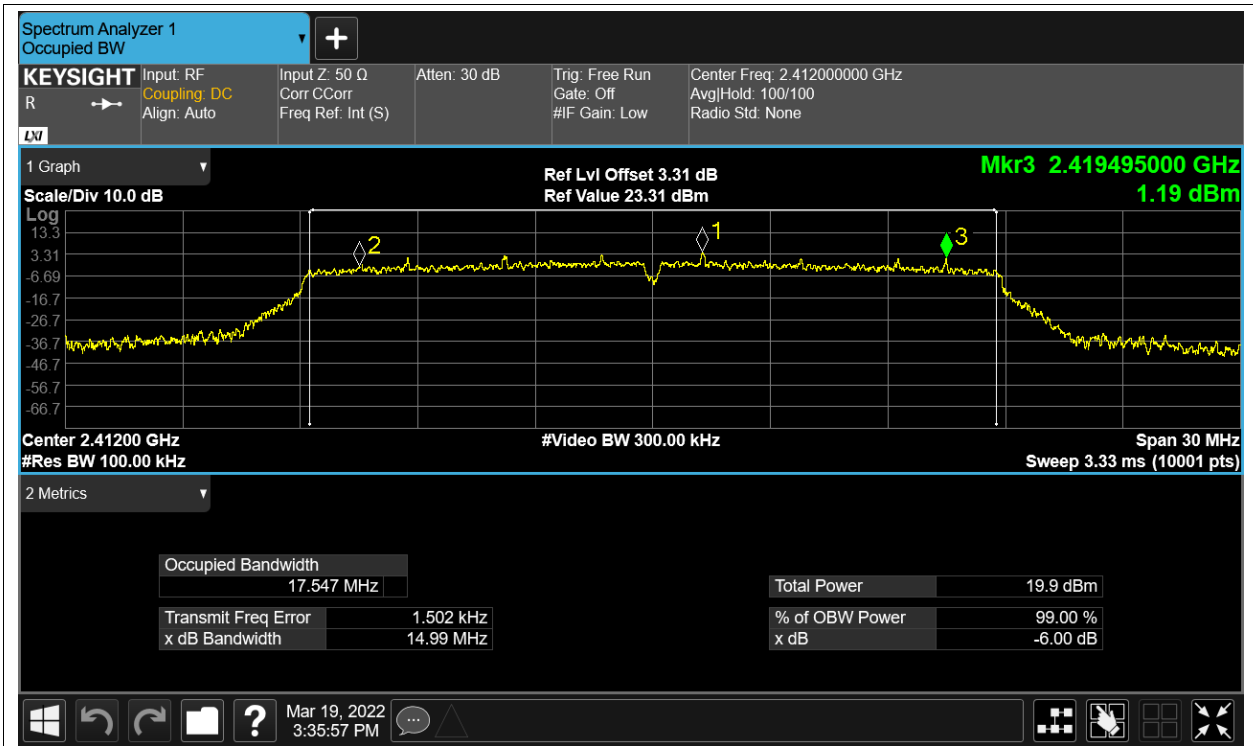 Spectrum Analyzer 1
Occupied BW
+
KEYSIGHT
R
LXI
Input: RF
Coupling: DC
Align: Auto
Input Z: 50 Ω
Corr CCorr
Freq Ref: Int (S)
Atten: 30 dB
Trig: Free Run
Gate: Off
#IF Gain: Low
Center Freq: 2.412000000 GHz
Avg|Hold: 100/100
Radio Std: None
1 Graph
Scale/Div 10.0 dB
Ref Lvl Offset 3.31 dB
Ref Value 23.31 dBm
Mkr3 2.419495000 GHz
1.19 dBm
Log
13.3
3.31
-6.69
-16.7
-26.7
-36.7
-46.7
-56.7
-66.7
2
1
3
Center 2.41200 GHz
#Res BW 100.00 kHz
#Video BW 300.00 kHz
Span 30 MHz
Sweep 3.33 ms (10001 pts)
2 Metrics
Occupied Bandwidth
17.547 MHz
Transmit Freq Error 1.502 kHz
x dB Bandwidth 14.99 MHz
Total Power 19.9 dBm
% of OBW Power 99.00 %
x dB -6.00 dB
?
Mar 19, 2022
3:35:57 PM